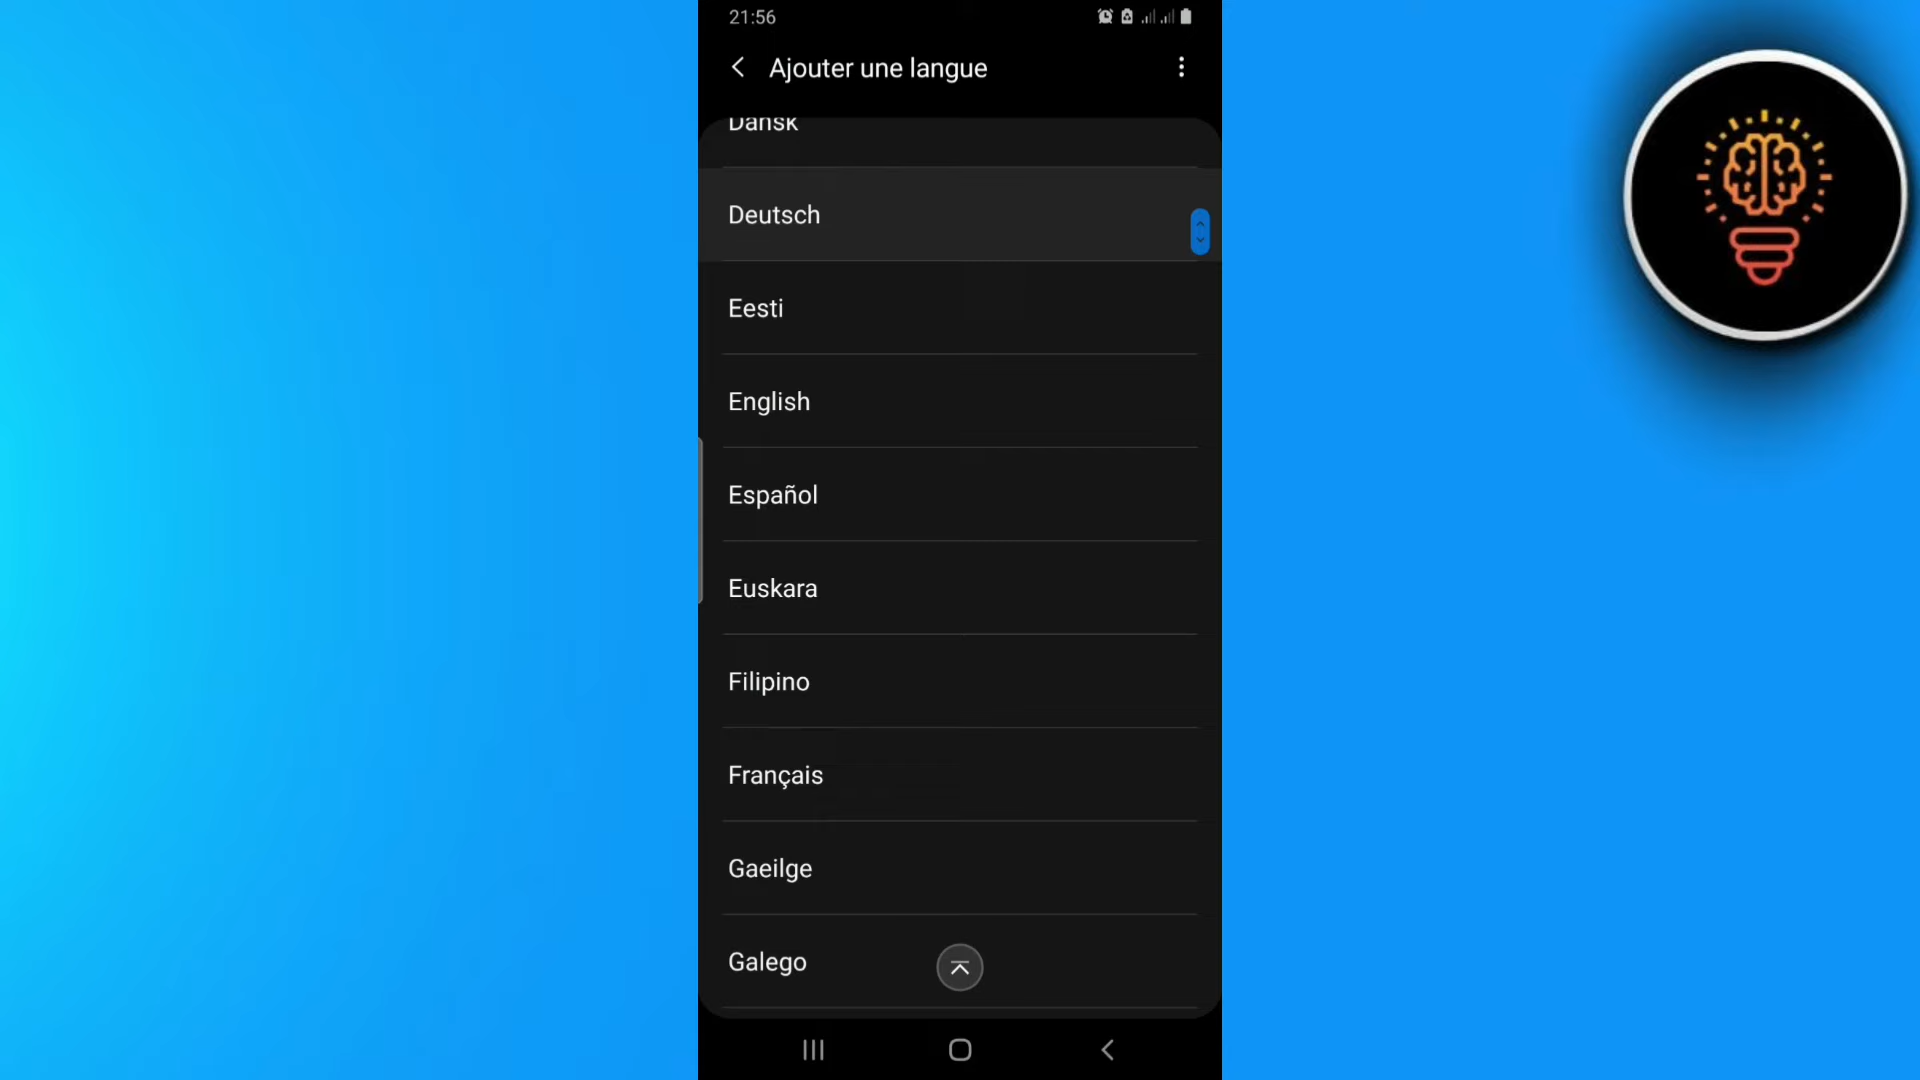 21:56
Ajouter une langue
Dansk
Deutsch
Eesti
English
Español
Euskara
Filipino
Français
Gaeilge
Galego